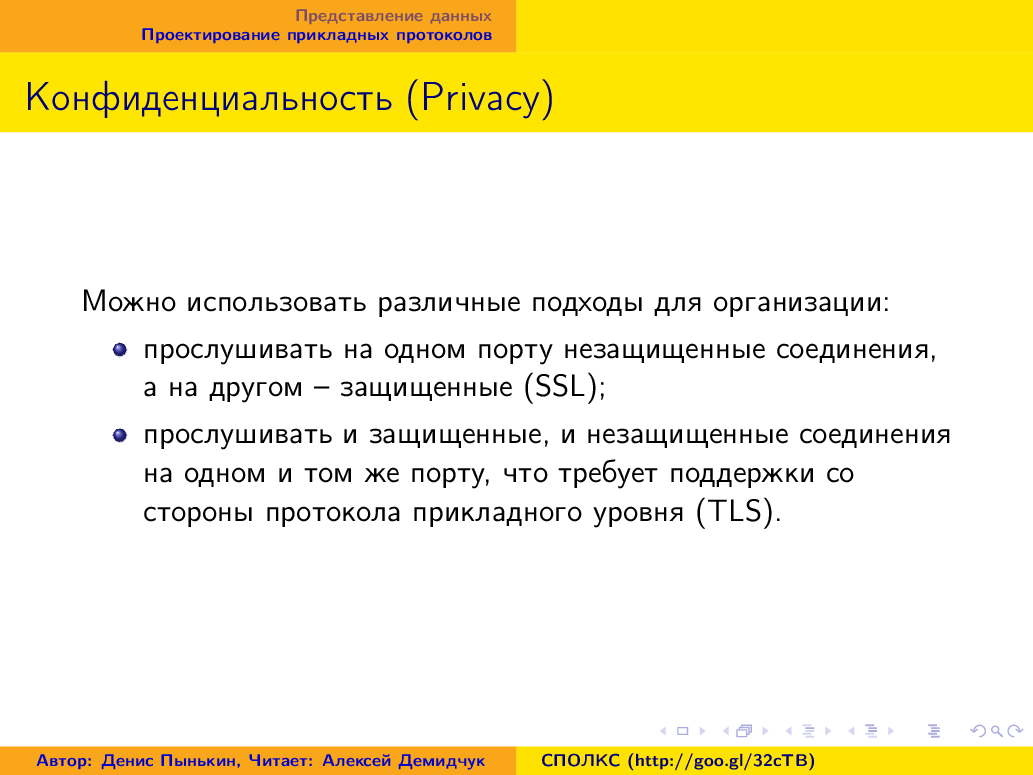 Представление данных
Проектирование прикладных протоколов
Конфиденциальность (Privacy)
Можно использовать различные подходы для организации:
прослушивать на одном порту незащищенные соединения,
а на другом – защищенные (SSL);
прослушивать и защищенные, и незащищенные соединения
на одном и том же порту, что требует поддержки со
стороны протокола прикладного уровня (TLS).
Автор: Денис Пынькин, Читает: Алексей Демидчук
СПОЛКС (http://goo.gl/32cTB)